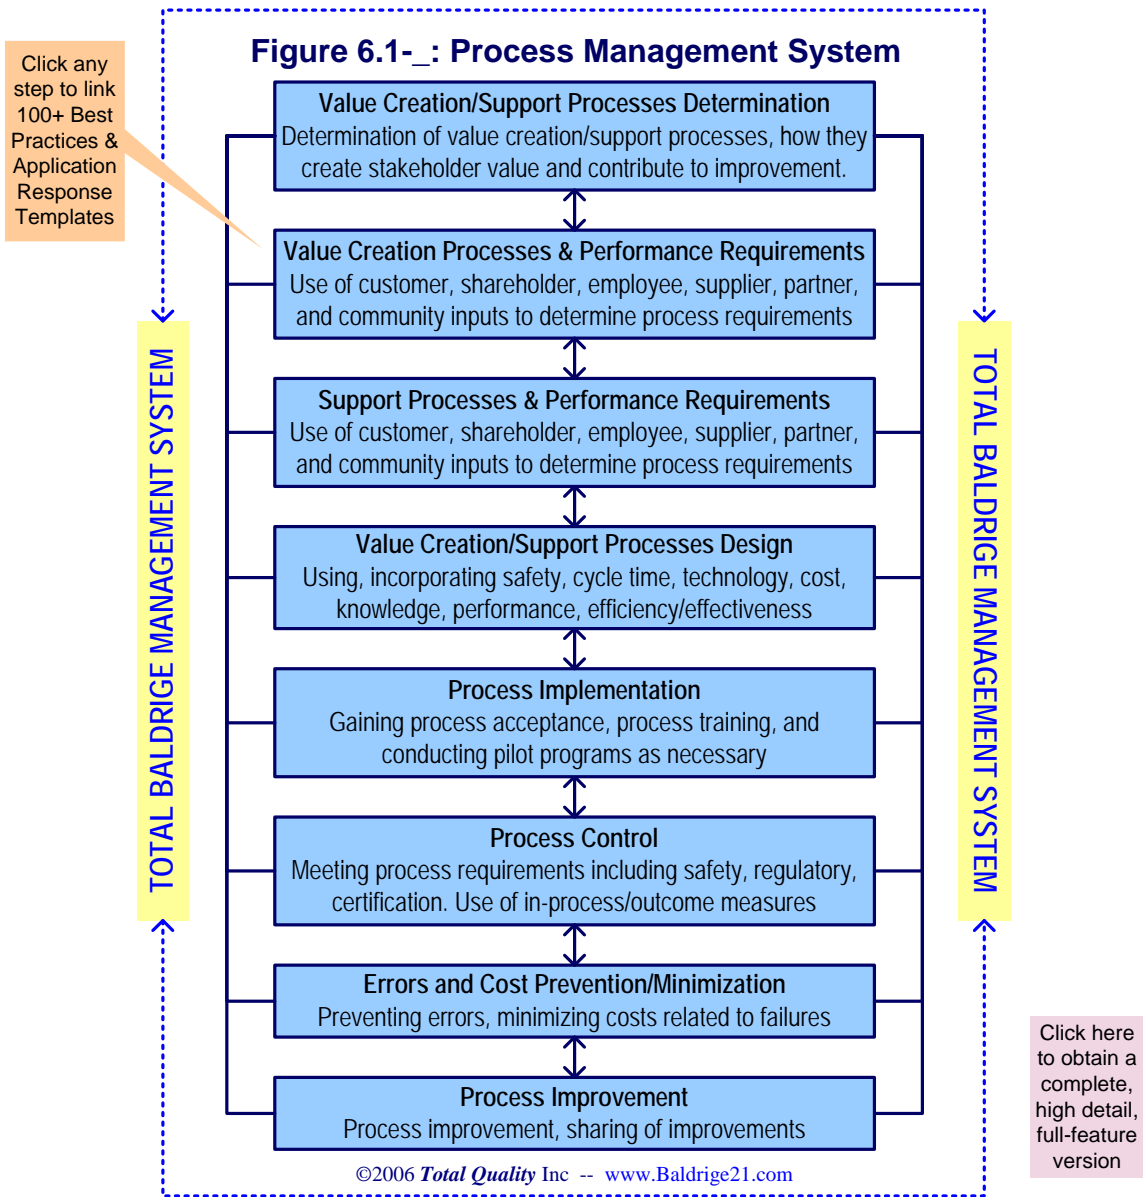 Figure 6.1-_: Process Management System
Click any
step to link
100+ Best
Practices &
Application
Response
Templates
Value Creation/Support Processes Determination
Determination of value creation/support processes, how they
create stakeholder value and contribute to improvement.
Value Creation Processes & Performance Requirements
Use of customer, shareholder, employee, supplier, partner,
and community inputs to determine process requirements
Support Processes & Performance Requirements
Use of customer, shareholder, employee, supplier, partner,
and community inputs to determine process requirements
Value Creation/Support Processes Design
Using, incorporating safety, cycle time, technology, cost,
knowledge, performance, efficiency/effectiveness
Process Implementation
Gaining process acceptance, process training, and
conducting pilot programs as necessary
Process Control
Meeting process requirements including safety, regulatory,
certification. Use of in-process/outcome measures
Errors and Cost Prevention/Minimization
Preventing errors, minimizing costs related to failures
Process Improvement
Process improvement, sharing of improvements
TOTAL BALDRIGE MANAGEMENT SYSTEM
TOTAL BALDRIGE MANAGEMENT SYSTEM
Click here
to obtain a
complete,
high detail,
full-feature
version
©2006 Total Quality Inc -- www.Baldrige21.com